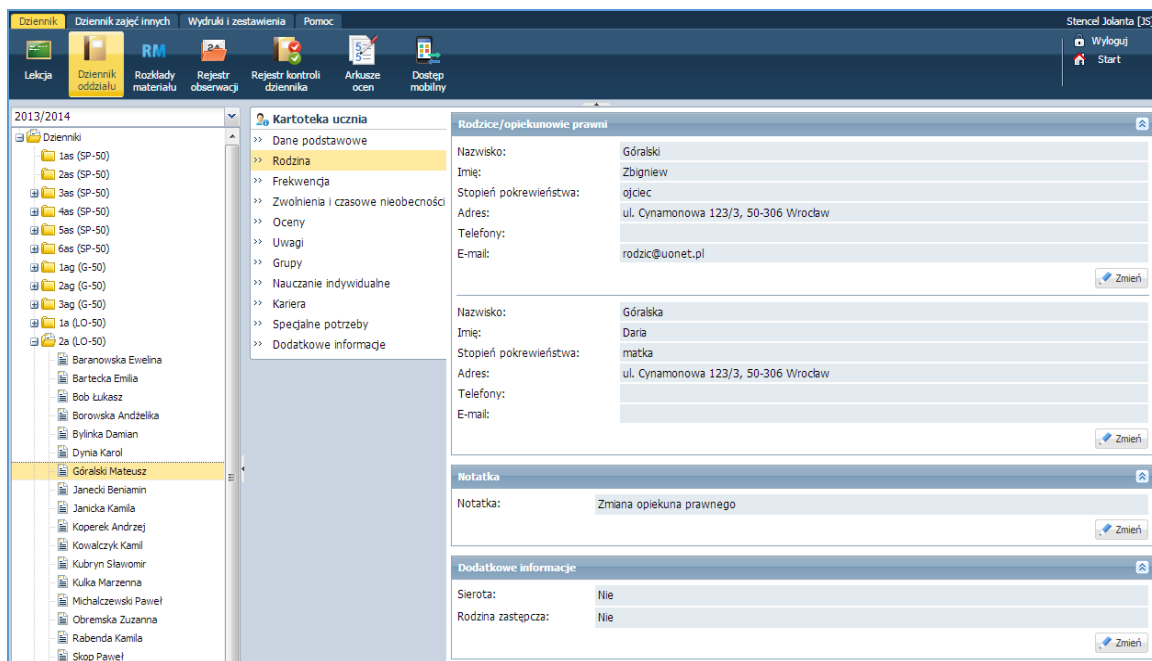 Dziennik Dziennik zajęć innych Wydruki i zestawienia Pomoc Stencel Jolanta [JS]
Wyloguj
Start
Lekcja
Dziennik oddziału
RM
Rozkłady materiału
Rejestr obserwacji
Rejestr kontroli dziennika
Arkusze ocen
Dostęp mobilny
2013/2014
Dzienniki
1as (SP-50)
2as (SP-50)
3as (SP-50)
4as (SP-50)
5as (SP-50)
6as (SP-50)
1ag (G-50)
2ag (G-50)
3ag (G-50)
1a (LO-50)
2a (LO-50)
Baranowska Ewelina
Bartecka Emilia
Bob Łukasz
Borowska Andżelika
Bylinka Damian
Dynia Karol
Góralski Mateusz
Janecki Beniamin
Janicka Kamila
Koperek Andrzej
Kowalczyk Kamil
Kubryn Sławomir
Kulka Marzenna
Michalczewski Paweł
Obremska Zuzanna
Rabenda Kamila
Skop Paweł
Kartoteka ucznia
>> Dane podstawowe
>> Rodzina
>> Frekwencja
>> Zwolnienia i czasowe nieobecności
>> Oceny
>> Uwagi
>> Grupy
>> Nauczanie indywidualne
>> Kariera
>> Specjalne potrzeby
>> Dodatkowe informacje
Rodzice/opiekunowie prawni
Nazwisko: Góralski
Imię: Zbigniew
Stopień pokrewieństwa: ojciec
Adres: ul. Cynamonowa 123/3, 50-306 Wrocław
Telefony:
E-mail: rodzic@uonet.pl
Zmień
Nazwisko: Góralska
Imię: Daria
Stopień pokrewieństwa: matka
Adres: ul. Cynamonowa 123/3, 50-306 Wrocław
Telefony:
E-mail:
Zmień
Notatka
Notatka: Zmiana opiekuna prawnego
Zmień
Dodatkowe informacje
Sierota: Nie
Rodzina zastępcza: Nie
Zmień